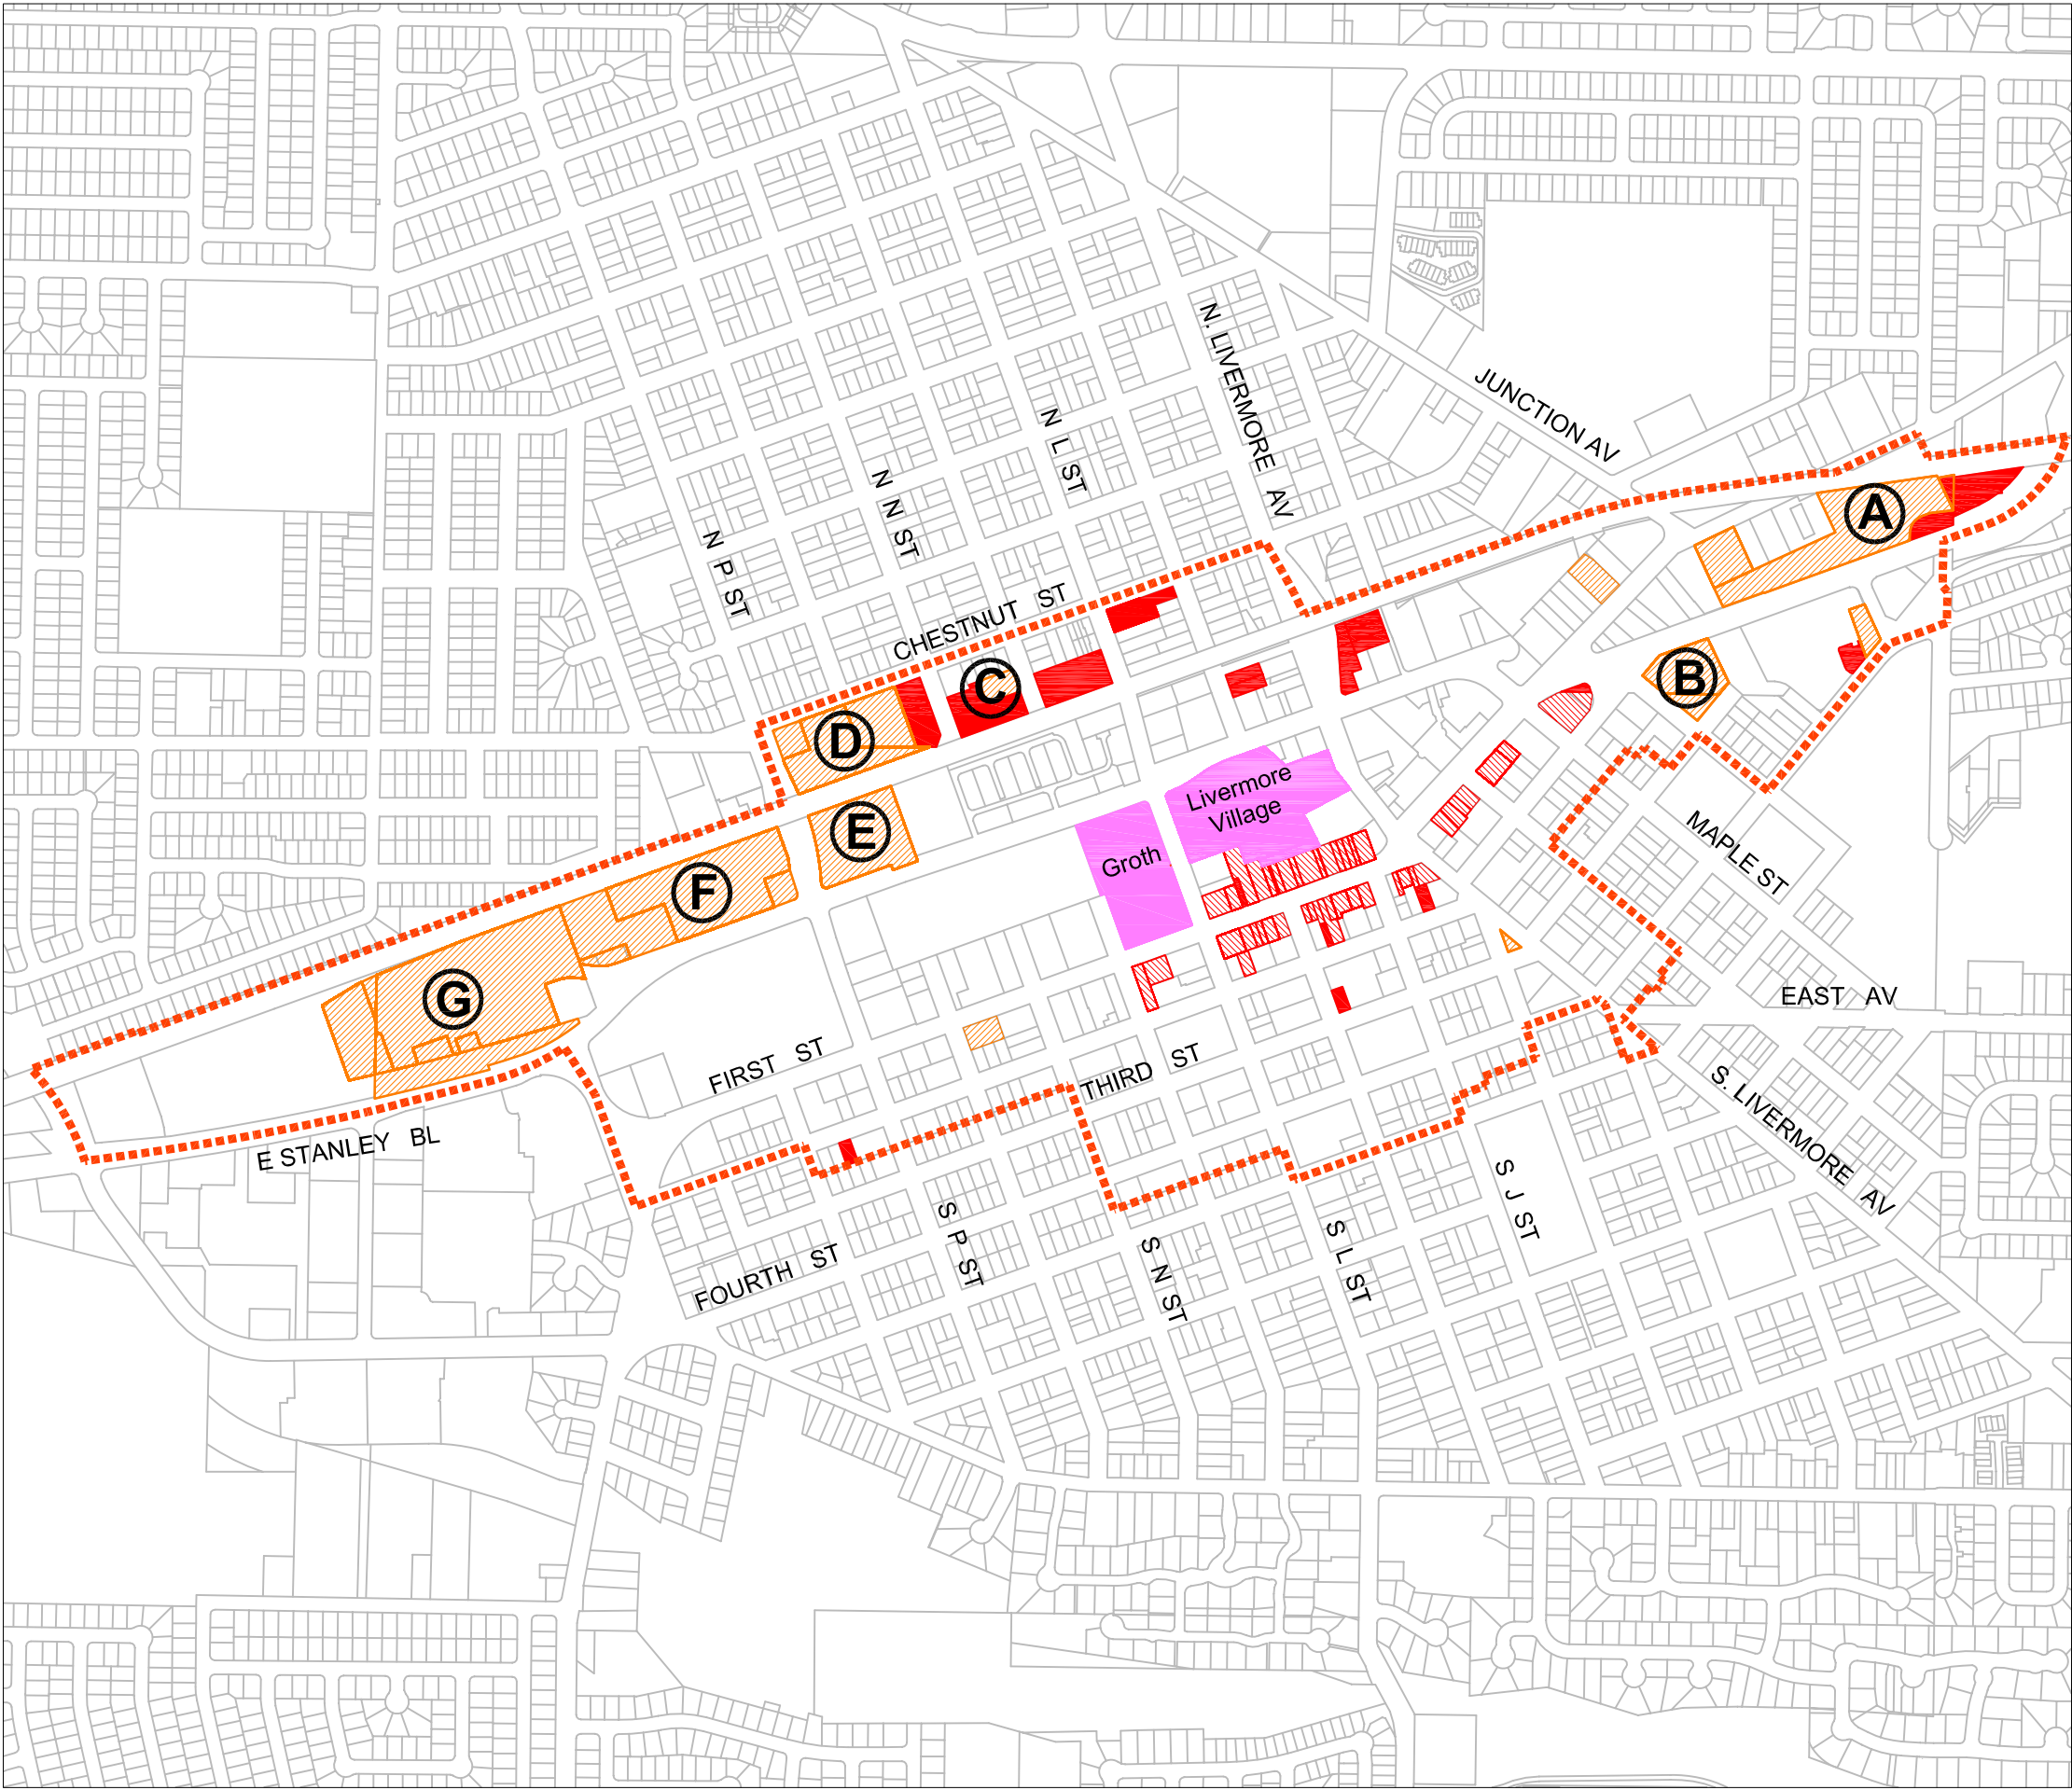 N. LIVERMORE AV
JUNCTION AV
N L ST
N N ST
N P ST
CHESTNUT ST
A
B
C
D
E
F
G
Livermore
Village
Groth
MAPLE ST
EAST AV
FIRST ST
THIRD ST
S. LIVERMORE AV
E STANLEY BL
S J ST
S P ST
S L ST
S N ST
FOURTH ST